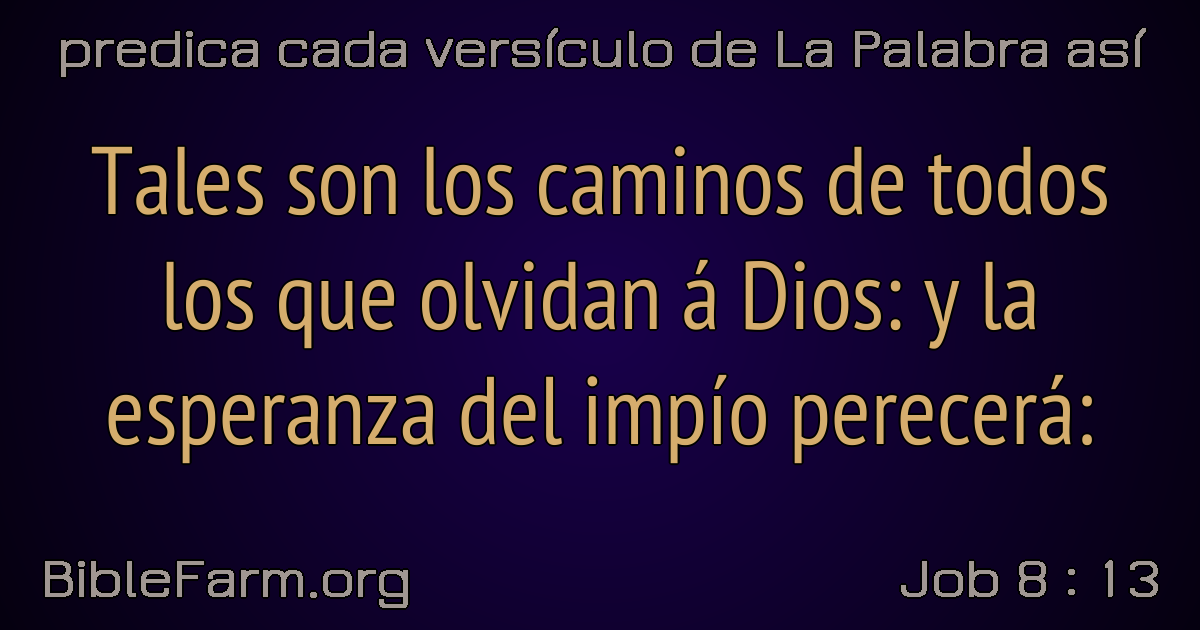 predica cada versículo de La Palabra así
Tales son los caminos de todos
los que olvidan á Dios: y la
esperanza del impío perecerá:
BibleFarm.org
Job 8 : 13